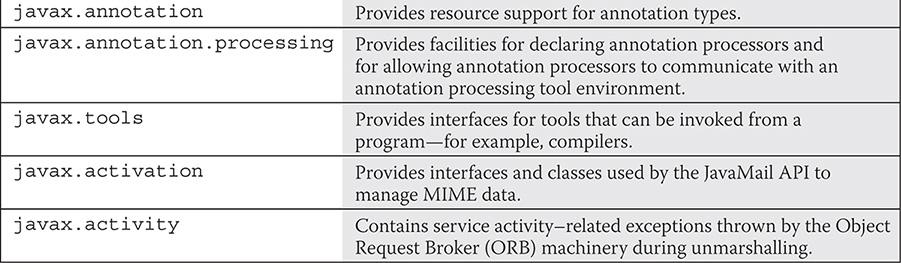 javax.annotation Provides resource support for annotation types.
javax.annotation.processing Provides facilities for declaring annotation processors and
for allowing annotation processors to communicate with an
annotation processing tool environment.
javax.tools Provides interfaces for tools that can be invoked from a
program—for example, compilers.
javax.activation Provides interfaces and classes used by the JavaMail API to
manage MIME data.
javax.activity Contains service activity–related exceptions thrown by the Object
Request Broker (ORB) machinery during unmarshalling.